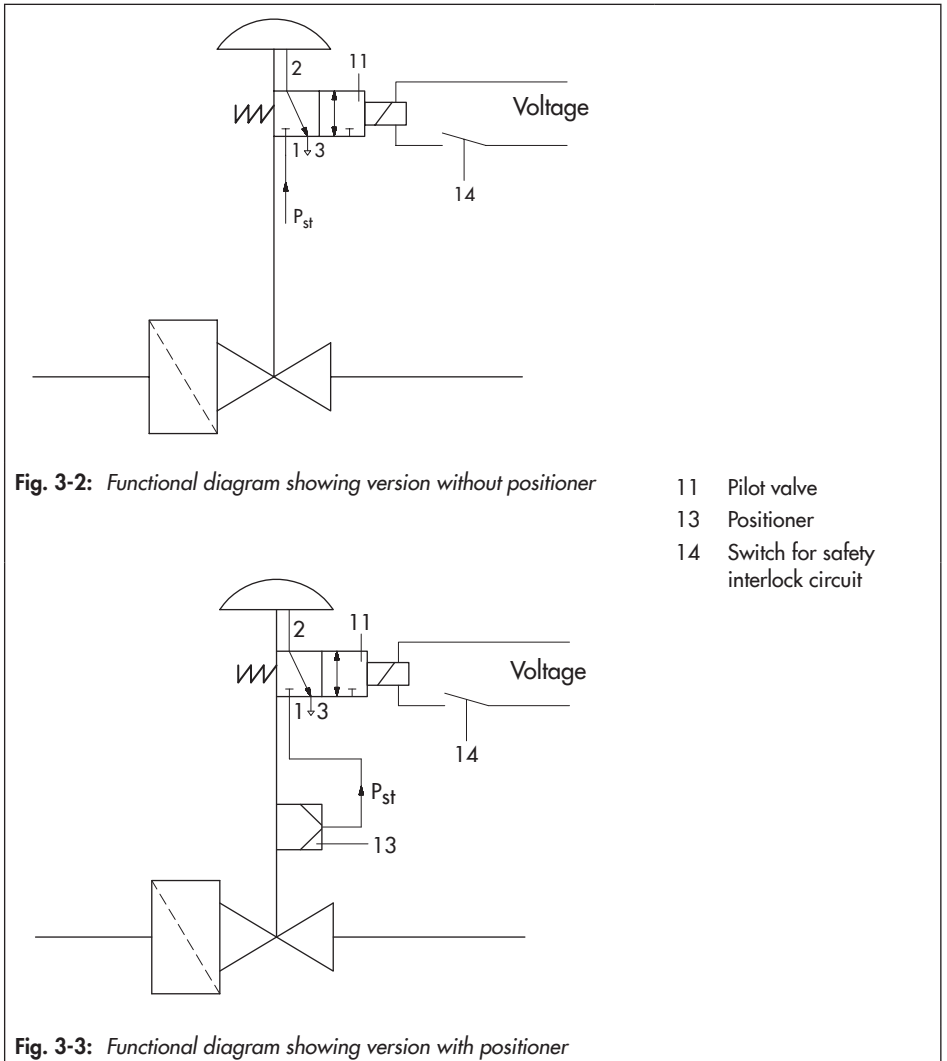 2
11
Voltage
1 3
14
Pst
Fig. 3-2: Functional diagram showing version without positioner
11 Pilot valve
13 Positioner
14 Switch for safety
interlock circuit
2
11
Voltage
1 3
14
Pst
13
Fig. 3-3: Functional diagram showing version with positioner